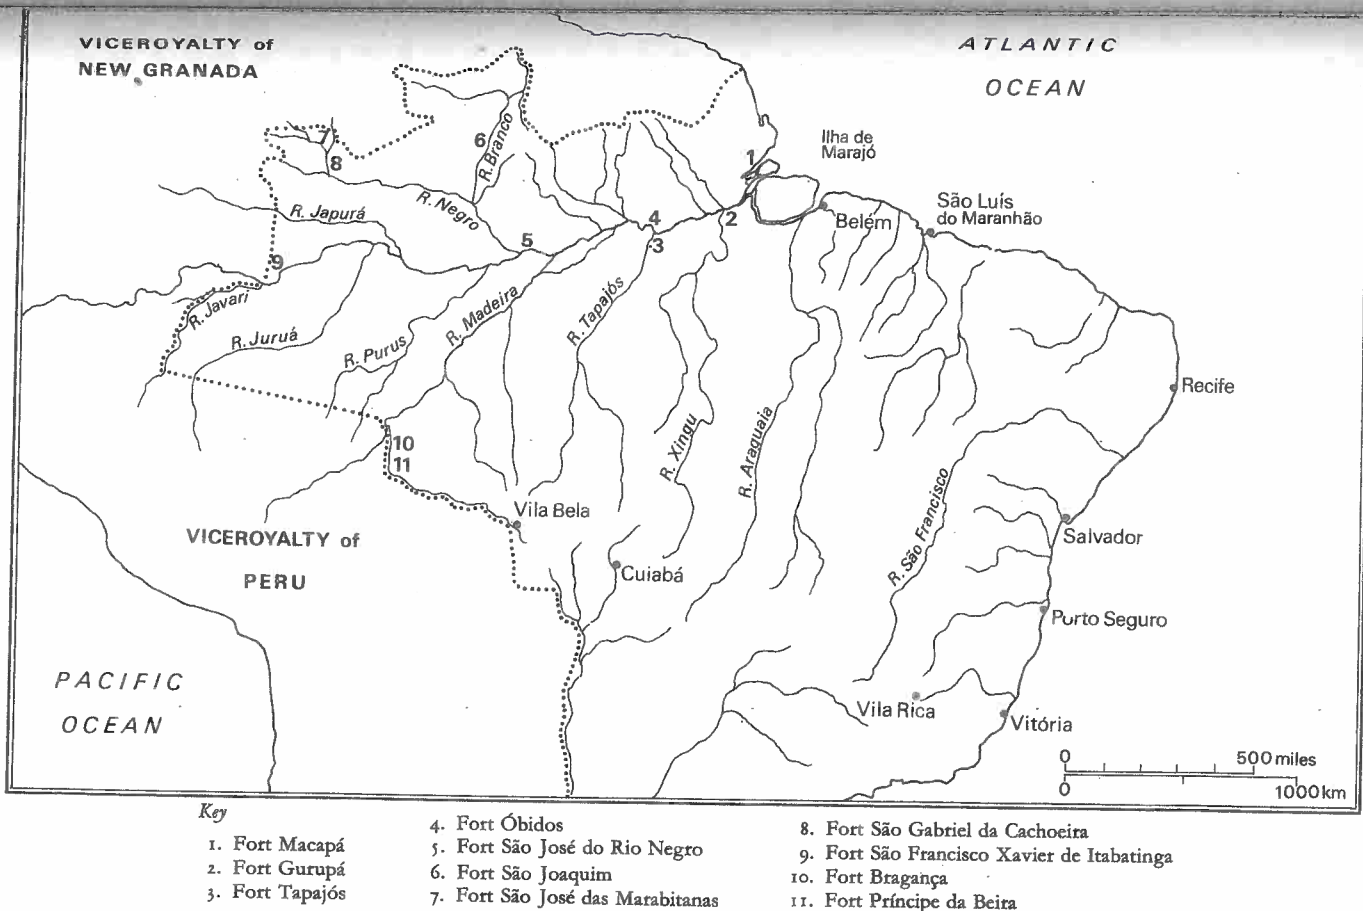 VICEROYALTY of
NEW GRANADA
ATLANTIC
OCEAN
Ilha de
Marajó
1
7
6
8
R. Branco
São Luís
do Maranhão
R. Japurá
R. Negro
4
2
Belém
5
3
9
R. Javari
R. Juruá
R. Purus
R. Madeira
R. Tapajós
Recife
10
11
R. Xingu
R. Araguaia
R. São Francisco
Vila Bela
Salvador
VICEROYALTY of
PERU
Cuiabá
Porto Seguro
PACIFIC
OCEAN
Vila Rica
Vitória
0 500 miles
0 1000 km
Key
1. Fort Macapá
2. Fort Gurupá
3. Fort Tapajós
4. Fort Óbidos
5. Fort São José do Rio Negro
6. Fort São Joaquim
7. Fort São José das Marabitanas
8. Fort São Gabriel da Cachoeira
9. Fort São Francisco Xavier de Itabatinga
10. Fort Bragança
11. Fort Príncipe da Beira